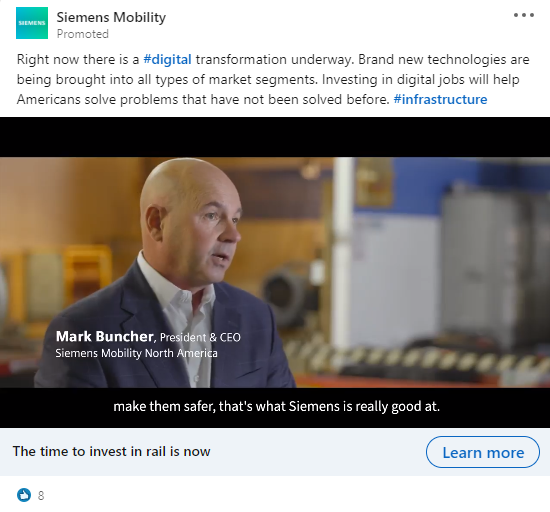 SIEMENS
Siemens Mobility
Promoted
Right now there is a #digital transformation underway. Brand new technologies are
being brought into all types of market segments. Investing in digital jobs will help
Americans solve problems that have not been solved before. #infrastructure
Mark Buncher, President & CEO
Siemens Mobility North America
make them safer, that's what Siemens is really good at.
The time to invest in rail is now
Learn more
8